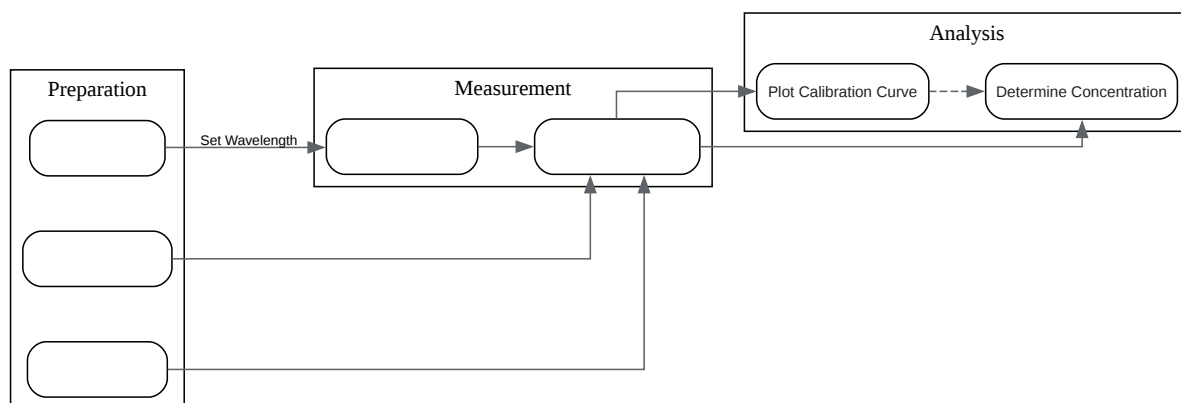 Analysis
Preparation
Measurement
Plot Calibration Curve
Determine Concentration
Set Wavelength